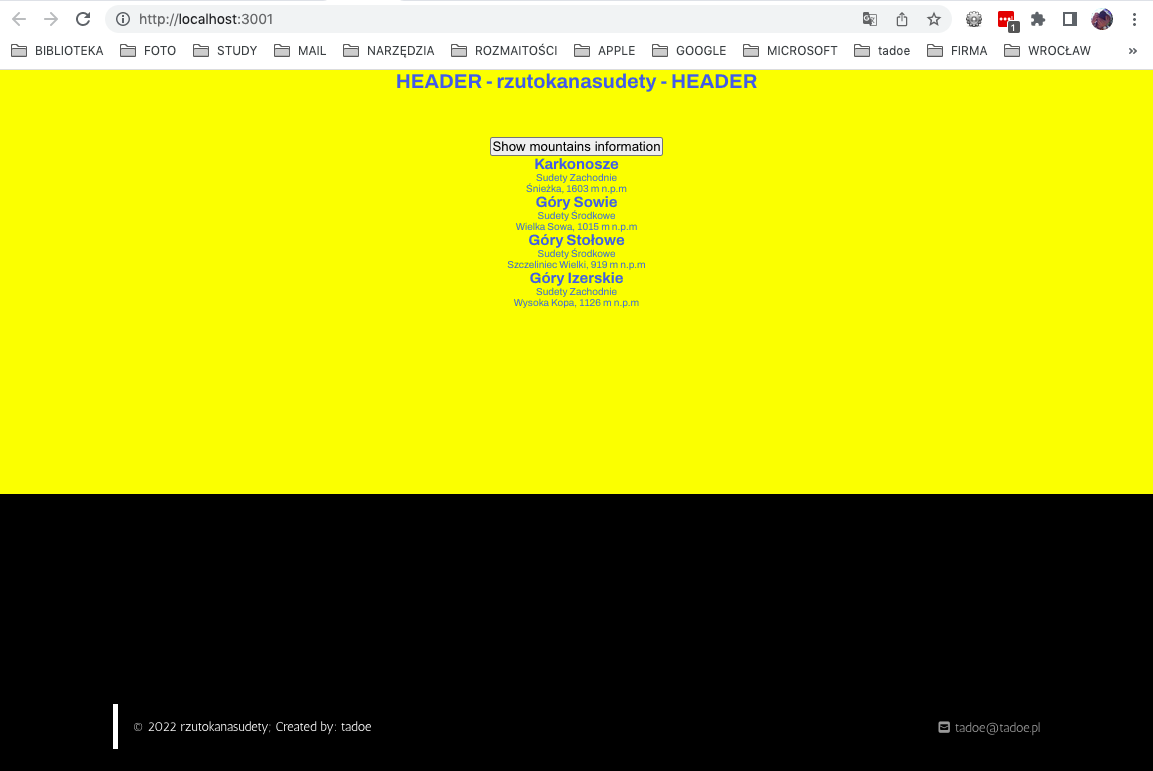 http://localhost:3001
1
BIBLIOTEKA FOTO STUDY MAIL NARZĘDZIA ROZMAITOŚCI APPLE GOOGLE MICROSOFT tadoe FIRMA WROCŁAW »
HEADER - rzutokanasudety - HEADER
Show mountains information
Karkonosze
Sudety Zachodnie
Śnieżka, 1603 m n.p.m
Góry Sowie
Sudety Środkowe
Wielka Sowa, 1015 m n.p.m
Góry Stołowe
Sudety Środkowe
Szczeliniec Wielki, 919 m n.p.m
Góry Izerskie
Sudety Zachodnie
Wysoka Kopa, 1126 m n.p.m
© 2022 rzutokanasudety; Created by: tadoe
tadoe@tadoe.pl